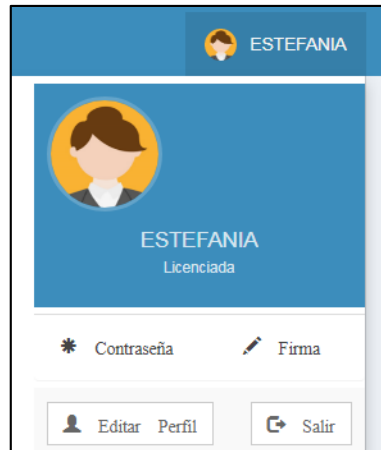 ESTEFANIA
ESTEFANIA
Licenciada
Contraseña Firma
Editar Perfil Salir